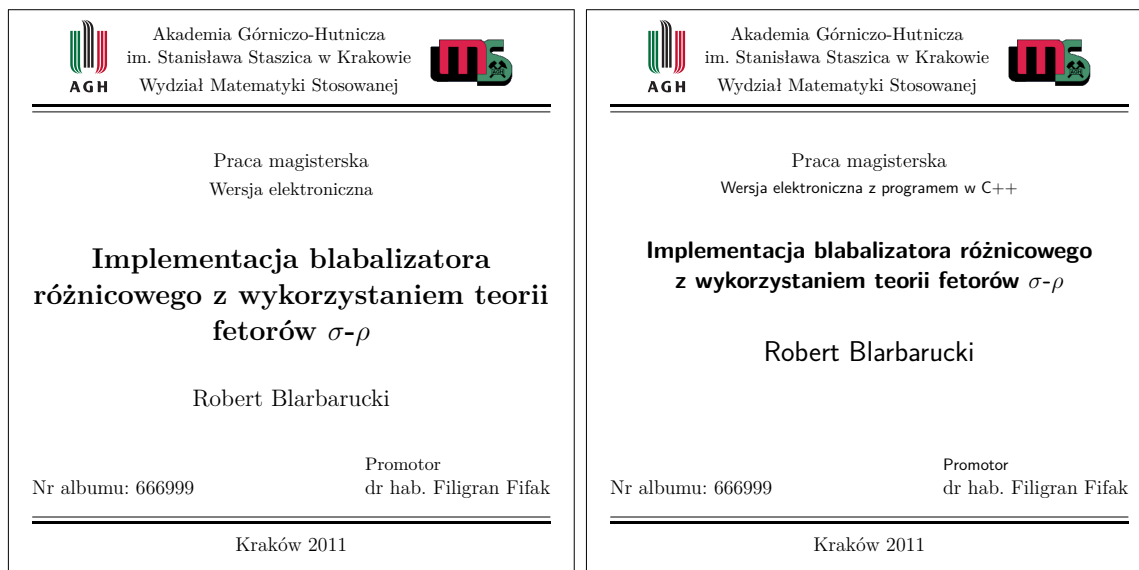 Akademia Górniczo-Hutnicza
im. Stanisława Staszica w Krakowie
Wydział Matematyki Stosowanej
AGH
ms
Praca magisterska
Wersja elektroniczna
Implementacja blabalizatora
różnicowego z wykorzystaniem teorii
fetorów σ-ρ
Robert Blarbarucki
Promotor
Nr albumu: 666999 dr hab. Filigran Fifak
Kraków 2011
Akademia Górniczo-Hutnicza
im. Stanisława Staszica w Krakowie
Wydział Matematyki Stosowanej
AGH
ms
Praca magisterska
Wersja elektroniczna z programem w C++
Implementacja blabalizatora różnicowego
z wykorzystaniem teorii fetorów σ-ρ
Robert Blarbarucki
Promotor
Nr albumu: 666999 dr hab. Filigran Fifak
Kraków 2011